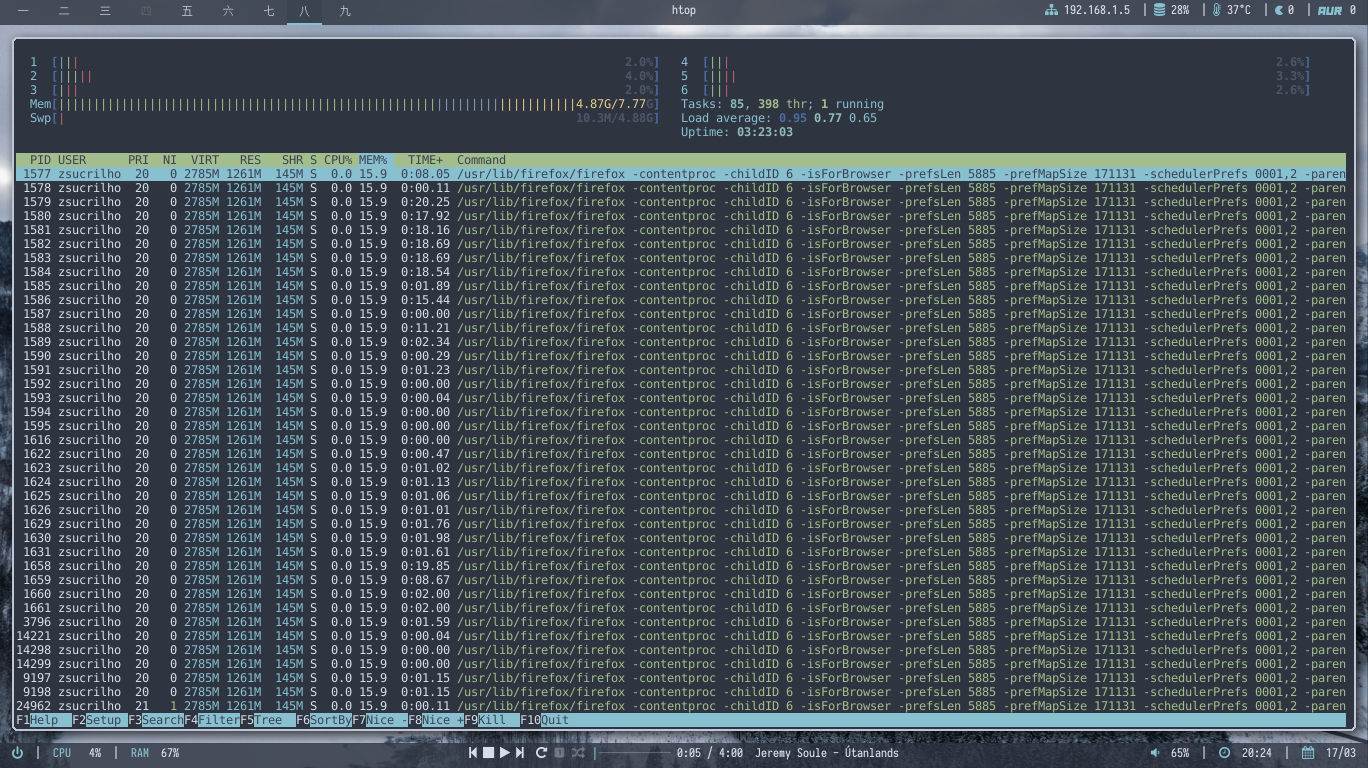 一 二 三 四 五 六 七 八 九 htop 192.168.1.5 | 28% | 37°C | 0 | AUR 0
1 [||| 2.0%] 4 [||| 2.6%]
2 [||||| 4.0%] 5 [|||| 3.3%]
3 [||| 2.0%] 6 [||| 2.6%]
Mem[||||||||||||||||||||||||||||||||||||||||||||||||||||||||||||||||||||||||||4.87G/7.77G] Tasks: 85, 398 thr; 1 running
Swp[| 10.3M/4.88G] Load average: 0.95 0.77 0.65
Uptime: 03:23:03
PID USER PRI NI VIRT RES SHR S CPU% MEM% TIME+ Command
1577 zsucrilho 20 0 2785M 1261M 145M S 0.0 15.9 0:08.05 /usr/lib/firefox/firefox -contentproc -childID 6 -isForBrowser -prefsLen 5885 -prefMapSize 171131 -schedulerPrefs 0001,2 -paren
1578 zsucrilho 20 0 2785M 1261M 145M S 0.0 15.9 0:00.11 /usr/lib/firefox/firefox -contentproc -childID 6 -isForBrowser -prefsLen 5885 -prefMapSize 171131 -schedulerPrefs 0001,2 -paren
1579 zsucrilho 20 0 2785M 1261M 145M S 0.0 15.9 0:20.25 /usr/lib/firefox/firefox -contentproc -childID 6 -isForBrowser -prefsLen 5885 -prefMapSize 171131 -schedulerPrefs 0001,2 -paren
1580 zsucrilho 20 0 2785M 1261M 145M S 0.0 15.9 0:17.92 /usr/lib/firefox/firefox -contentproc -childID 6 -isForBrowser -prefsLen 5885 -prefMapSize 171131 -schedulerPrefs 0001,2 -paren
1581 zsucrilho 20 0 2785M 1261M 145M S 0.0 15.9 0:18.16 /usr/lib/firefox/firefox -contentproc -childID 6 -isForBrowser -prefsLen 5885 -prefMapSize 171131 -schedulerPrefs 0001,2 -paren
1582 zsucrilho 20 0 2785M 1261M 145M S 0.0 15.9 0:18.69 /usr/lib/firefox/firefox -contentproc -childID 6 -isForBrowser -prefsLen 5885 -prefMapSize 171131 -schedulerPrefs 0001,2 -paren
1583 zsucrilho 20 0 2785M 1261M 145M S 0.0 15.9 0:18.69 /usr/lib/firefox/firefox -contentproc -childID 6 -isForBrowser -prefsLen 5885 -prefMapSize 171131 -schedulerPrefs 0001,2 -paren
1584 zsucrilho 20 0 2785M 1261M 145M S 0.0 15.9 0:18.54 /usr/lib/firefox/firefox -contentproc -childID 6 -isForBrowser -prefsLen 5885 -prefMapSize 171131 -schedulerPrefs 0001,2 -paren
1585 zsucrilho 20 0 2785M 1261M 145M S 0.0 15.9 0:01.89 /usr/lib/firefox/firefox -contentproc -childID 6 -isForBrowser -prefsLen 5885 -prefMapSize 171131 -schedulerPrefs 0001,2 -paren
1586 zsucrilho 20 0 2785M 1261M 145M S 0.0 15.9 0:15.44 /usr/lib/firefox/firefox -contentproc -childID 6 -isForBrowser -prefsLen 5885 -prefMapSize 171131 -schedulerPrefs 0001,2 -paren
1587 zsucrilho 20 0 2785M 1261M 145M S 0.0 15.9 0:00.00 /usr/lib/firefox/firefox -contentproc -childID 6 -isForBrowser -prefsLen 5885 -prefMapSize 171131 -schedulerPrefs 0001,2 -paren
1588 zsucrilho 20 0 2785M 1261M 145M S 0.0 15.9 0:11.21 /usr/lib/firefox/firefox -contentproc -childID 6 -isForBrowser -prefsLen 5885 -prefMapSize 171131 -schedulerPrefs 0001,2 -paren
1589 zsucrilho 20 0 2785M 1261M 145M S 0.0 15.9 0:02.34 /usr/lib/firefox/firefox -contentproc -childID 6 -isForBrowser -prefsLen 5885 -prefMapSize 171131 -schedulerPrefs 0001,2 -paren
1590 zsucrilho 20 0 2785M 1261M 145M S 0.0 15.9 0:00.29 /usr/lib/firefox/firefox -contentproc -childID 6 -isForBrowser -prefsLen 5885 -prefMapSize 171131 -schedulerPrefs 0001,2 -paren
1591 zsucrilho 20 0 2785M 1261M 145M S 0.0 15.9 0:01.23 /usr/lib/firefox/firefox -contentproc -childID 6 -isForBrowser -prefsLen 5885 -prefMapSize 171131 -schedulerPrefs 0001,2 -paren
1592 zsucrilho 20 0 2785M 1261M 145M S 0.0 15.9 0:00.00 /usr/lib/firefox/firefox -contentproc -childID 6 -isForBrowser -prefsLen 5885 -prefMapSize 171131 -schedulerPrefs 0001,2 -paren
1593 zsucrilho 20 0 2785M 1261M 145M S 0.0 15.9 0:00.04 /usr/lib/firefox/firefox -contentproc -childID 6 -isForBrowser -prefsLen 5885 -prefMapSize 171131 -schedulerPrefs 0001,2 -paren
1594 zsucrilho 20 0 2785M 1261M 145M S 0.0 15.9 0:00.00 /usr/lib/firefox/firefox -contentproc -childID 6 -isForBrowser -prefsLen 5885 -prefMapSize 171131 -schedulerPrefs 0001,2 -paren
1595 zsucrilho 20 0 2785M 1261M 145M S 0.0 15.9 0:00.00 /usr/lib/firefox/firefox -contentproc -childID 6 -isForBrowser -prefsLen 5885 -prefMapSize 171131 -schedulerPrefs 0001,2 -paren
1616 zsucrilho 20 0 2785M 1261M 145M S 0.0 15.9 0:00.00 /usr/lib/firefox/firefox -contentproc -childID 6 -isForBrowser -prefsLen 5885 -prefMapSize 171131 -schedulerPrefs 0001,2 -paren
1622 zsucrilho 20 0 2785M 1261M 145M S 0.0 15.9 0:00.47 /usr/lib/firefox/firefox -contentproc -childID 6 -isForBrowser -prefsLen 5885 -prefMapSize 171131 -schedulerPrefs 0001,2 -paren
1623 zsucrilho 20 0 2785M 1261M 145M S 0.0 15.9 0:01.02 /usr/lib/firefox/firefox -contentproc -childID 6 -isForBrowser -prefsLen 5885 -prefMapSize 171131 -schedulerPrefs 0001,2 -paren
1624 zsucrilho 20 0 2785M 1261M 145M S 0.0 15.9 0:01.13 /usr/lib/firefox/firefox -contentproc -childID 6 -isForBrowser -prefsLen 5885 -prefMapSize 171131 -schedulerPrefs 0001,2 -paren
1625 zsucrilho 20 0 2785M 1261M 145M S 0.0 15.9 0:01.06 /usr/lib/firefox/firefox -contentproc -childID 6 -isForBrowser -prefsLen 5885 -prefMapSize 171131 -schedulerPrefs 0001,2 -paren
1626 zsucrilho 20 0 2785M 1261M 145M S 0.0 15.9 0:01.01 /usr/lib/firefox/firefox -contentproc -childID 6 -isForBrowser -prefsLen 5885 -prefMapSize 171131 -schedulerPrefs 0001,2 -paren
1629 zsucrilho 20 0 2785M 1261M 145M S 0.0 15.9 0:01.76 /usr/lib/firefox/firefox -contentproc -childID 6 -isForBrowser -prefsLen 5885 -prefMapSize 171131 -schedulerPrefs 0001,2 -paren
1630 zsucrilho 20 0 2785M 1261M 145M S 0.0 15.9 0:01.98 /usr/lib/firefox/firefox -contentproc -childID 6 -isForBrowser -prefsLen 5885 -prefMapSize 171131 -schedulerPrefs 0001,2 -paren
1631 zsucrilho 20 0 2785M 1261M 145M S 0.0 15.9 0:01.61 /usr/lib/firefox/firefox -contentproc -childID 6 -isForBrowser -prefsLen 5885 -prefMapSize 171131 -schedulerPrefs 0001,2 -paren
1658 zsucrilho 20 0 2785M 1261M 145M S 0.0 15.9 0:19.85 /usr/lib/firefox/firefox -contentproc -childID 6 -isForBrowser -prefsLen 5885 -prefMapSize 171131 -schedulerPrefs 0001,2 -paren
1659 zsucrilho 20 0 2785M 1261M 145M S 0.0 15.9 0:08.67 /usr/lib/firefox/firefox -contentproc -childID 6 -isForBrowser -prefsLen 5885 -prefMapSize 171131 -schedulerPrefs 0001,2 -paren
1660 zsucrilho 20 0 2785M 1261M 145M S 0.0 15.9 0:02.00 /usr/lib/firefox/firefox -contentproc -childID 6 -isForBrowser -prefsLen 5885 -prefMapSize 171131 -schedulerPrefs 0001,2 -paren
1661 zsucrilho 20 0 2785M 1261M 145M S 0.0 15.9 0:02.00 /usr/lib/firefox/firefox -contentproc -childID 6 -isForBrowser -prefsLen 5885 -prefMapSize 171131 -schedulerPrefs 0001,2 -paren
3796 zsucrilho 20 0 2785M 1261M 145M S 0.0 15.9 0:01.59 /usr/lib/firefox/firefox -contentproc -childID 6 -isForBrowser -prefsLen 5885 -prefMapSize 171131 -schedulerPrefs 0001,2 -paren
14221 zsucrilho 20 0 2785M 1261M 145M S 0.0 15.9 0:00.04 /usr/lib/firefox/firefox -contentproc -childID 6 -isForBrowser -prefsLen 5885 -prefMapSize 171131 -schedulerPrefs 0001,2 -paren
14298 zsucrilho 20 0 2785M 1261M 145M S 0.0 15.9 0:00.00 /usr/lib/firefox/firefox -contentproc -childID 6 -isForBrowser -prefsLen 5885 -prefMapSize 171131 -schedulerPrefs 0001,2 -paren
14299 zsucrilho 20 0 2785M 1261M 145M S 0.0 15.9 0:00.00 /usr/lib/firefox/firefox -contentproc -childID 6 -isForBrowser -prefsLen 5885 -prefMapSize 171131 -schedulerPrefs 0001,2 -paren
9197 zsucrilho 20 0 2785M 1261M 145M S 0.0 15.9 0:01.15 /usr/lib/firefox/firefox -contentproc -childID 6 -isForBrowser -prefsLen 5885 -prefMapSize 171131 -schedulerPrefs 0001,2 -paren
9198 zsucrilho 20 0 2785M 1261M 145M S 0.0 15.9 0:01.15 /usr/lib/firefox/firefox -contentproc -childID 6 -isForBrowser -prefsLen 5885 -prefMapSize 171131 -schedulerPrefs 0001,2 -paren
24962 zsucrilho 21 1 2785M 1261M 145M S 0.0 15.9 0:00.11 /usr/lib/firefox/firefox -contentproc -childID 6 -isForBrowser -prefsLen 5885 -prefMapSize 171131 -schedulerPrefs 0001,2 -paren
F1Help F2Setup F3SearchF4FilterF5Tree F6SortByF7Nice -F8Nice +F9Kill F10Quit
| CPU 4% | RAM 67% 0:05 / 4:00 Jeremy Soule - Útanlands 65% | 20:24 | 17/03